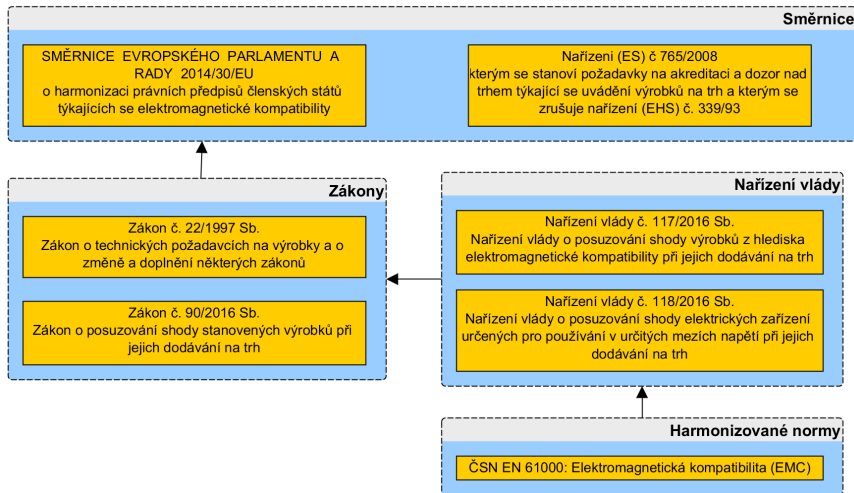 Směrnice
SMĚRNICE EVROPSKÉHO PARLAMENTU A
RADY 2014/30/EU
o harmonizaci právních předpisů členských států
týkajících se elektromagnetické kompatibility
Nařízeni (ES) č 765/2008
kterým se stanoví požadavky na akreditaci a dozor nad
trhem týkající se uvádění výrobků na trh a kterým se
zrušuje nařízení (EHS) č. 339/93
Zákony
Zákon č. 22/1997 Sb.
Zákon o technických požadavcích na výrobky a o
změně a doplnění některých zákonů
Zákon č. 90/2016 Sb.
Zákon o posuzování shody stanovených výrobků při
jejich dodávání na trh
Nařízení vlády
Nařízení vlády č. 117/2016 Sb.
Nařízení vlády o posuzování shody výrobků z hlediska
elektromagnetické kompatibility při jejich dodávání na trh
Nařízení vlády č. 118/2016 Sb.
Nařízení vlády o posuzování shody elektrických zařízení
určených pro používání v určitých mezích napětí při jejich
dodávání na trh
Harmonizované normy
ČSN EN 61000: Elektromagnetická kompatibilita (EMC)